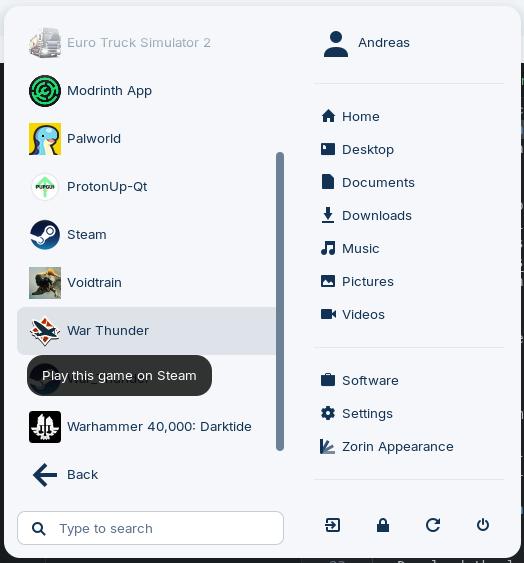 Euro Truck Simulator 2
Modrinth App
Palworld
ProtonUp-Qt
Steam
Voidtrain
War Thunder
Play this game on Steam
Warhammer 40,000: Darktide
Back
Type to search
Andreas
Home
Desktop
Documents
Downloads
Music
Pictures
Videos
Software
Settings
Zorin Appearance